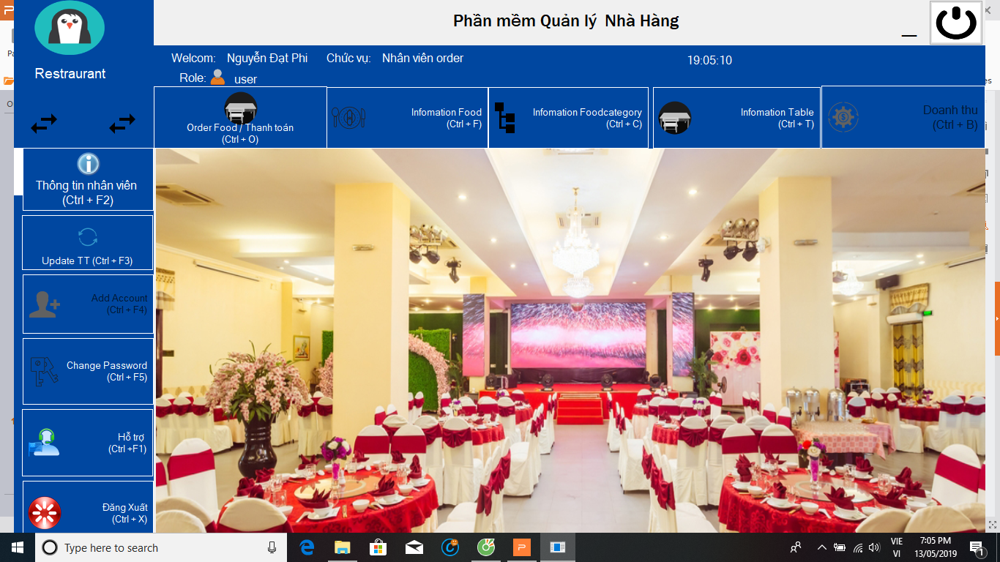 Phần mềm Quản lý Nhà Hàng
Restraurant
Welcom: Nguyễn Đạt Phi Chức vụ: Nhân viên order
19:05:10
Role: user
Order Food / Thanh toán
(Ctrl + O)
Infomation Food
(Ctrl + F)
Infomation Foodcategory
(Ctrl + C)
Infomation Table
(Ctrl + T)
Doanh thu
(Ctrl + B)
Thông tin nhân viên
(Ctrl + F2)
Update TT (Ctrl + F3)
Add Account
(Ctrl + F4)
Change Password
(Ctrl + F5)
Hỗ trợ
(Ctrl +F1)
Đăng Xuất
(Ctrl + X)
Type here to search
VIE
VI
7:05 PM
13/05/2019
1